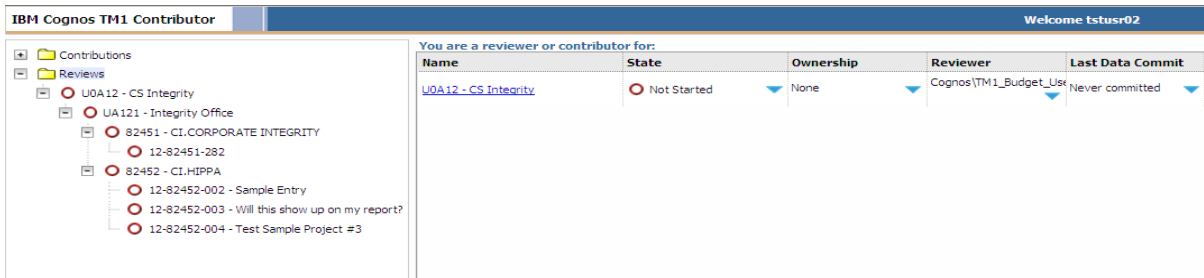 IBM Cognos TM1 Contributor
Welcome tstusr02
Contributions
Reviews
U0A12 - CS Integrity
UA121 - Integrity Office
82451 - CI.CORPORATE INTEGRITY
12-82451-282
82452 - CI.HIPPA
12-82452-002 - Sample Entry
12-82452-003 - Will this show up on my report?
12-82452-004 - Test Sample Project #3
You are a reviewer or contributor for:
Name State Ownership Reviewer Last Data Commit
U0A12 - CS Integrity Not Started None Cognos\TM1_Budget_Use Never committed